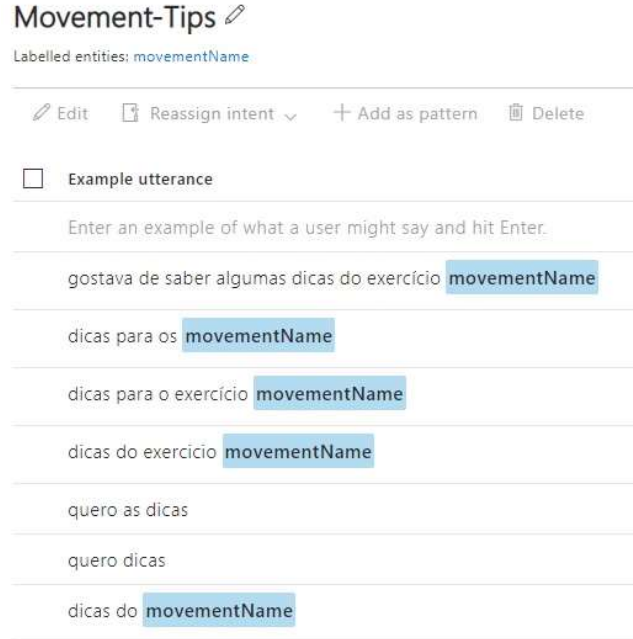 Movement-Tips
Labelled entities: movementName
Edit Reassign intent Add as pattern Delete
Example utterance
Enter an example of what a user might say and hit Enter.
gostava de saber algumas dicas do exercício movementName
dicas para os movementName
dicas para o exercício movementName
dicas do exercicio movementName
quero as dicas
quero dicas
dicas do movementName